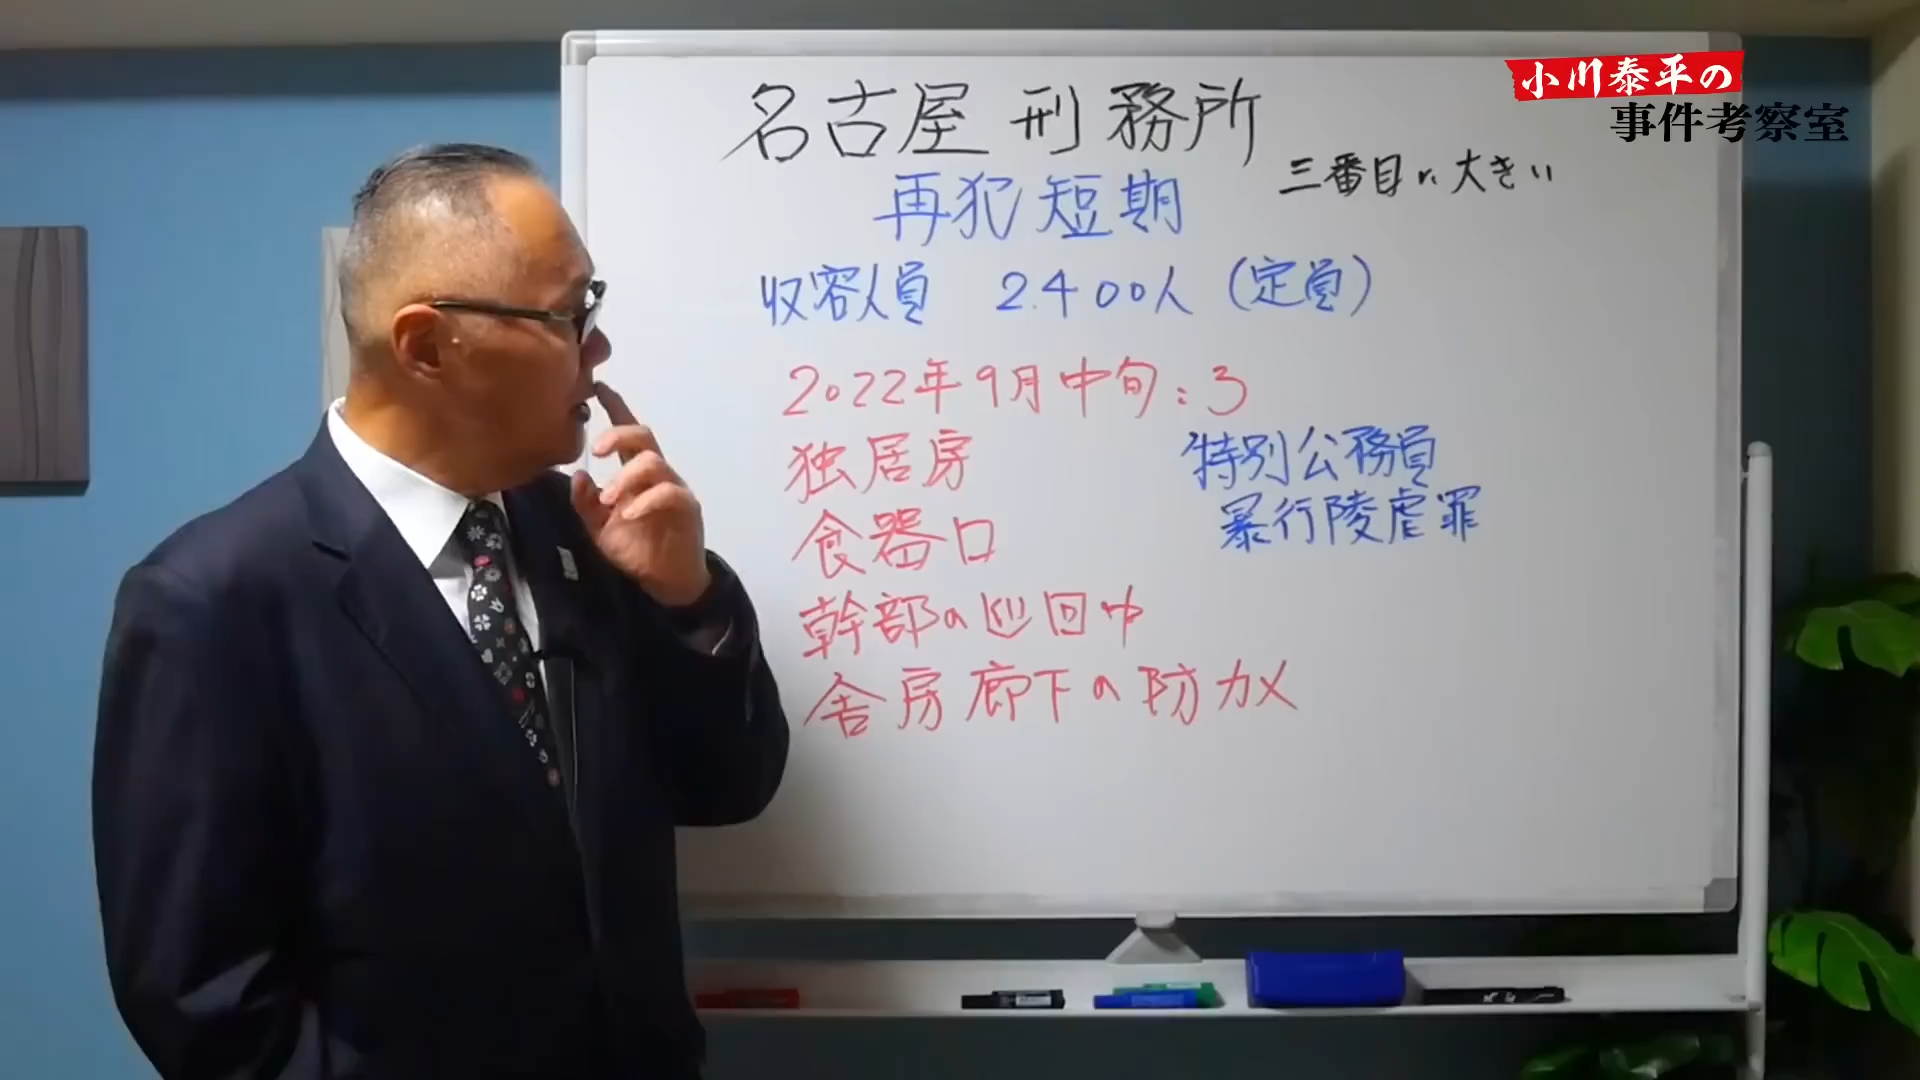 小川泰平の
事件考察室
名古屋刑務所
三番目に大きい
再犯短期
収容人員 2.400人 (定員)
2022年9月中旬:3
独居房
特別公務員
食器口
暴行陵虐罪
幹部の巡回中
舎房廊下の防カメ